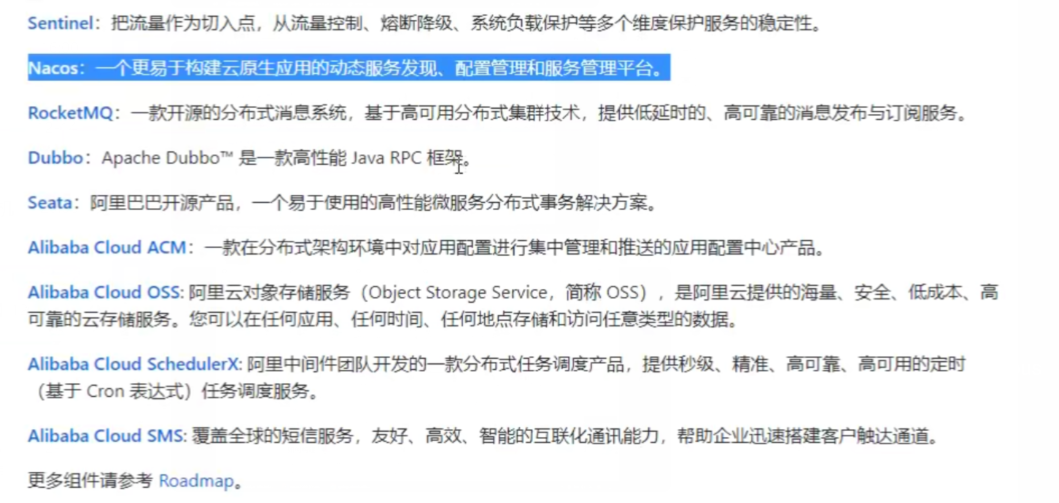 Sentinel：把流量作为切入点，从流量控制、熔断降级、系统负载保护等多个维度保护服务的稳定性。
Nacos：一个更易于构建云原生应用的动态服务发现、配置管理和服务管理平台。
RocketMQ：一款开源的分布式消息系统，基于高可用分布式集群技术，提供低延时的、高可靠的消息发布与订阅服务。
Dubbo：Apache Dubbo™ 是一款高性能 Java RPC 框架。
Seata：阿里巴巴开源产品，一个易于使用的高性能微服务分布式事务解决方案。
Alibaba Cloud ACM：一款在分布式架构环境中对应用配置进行集中管理和推送的应用配置中心产品。
Alibaba Cloud OSS: 阿里云对象存储服务（Object Storage Service，简称 OSS），是阿里云提供的海量、安全、低成本、高
可靠的云存储服务。您可以在任何应用、任何时间、任何地点存储和访问任意类型的数据。
Alibaba Cloud SchedulerX: 阿里中间件团队开发的一款分布式任务调度产品，提供秒级、精准、高可靠、高可用的定时
（基于 Cron 表达式）任务调度服务。
Alibaba Cloud SMS: 覆盖全球的短信服务，友好、高效、智能的互联化通讯能力，帮助企业迅速搭建客户触达通道。
更多组件请参考 Roadmap。